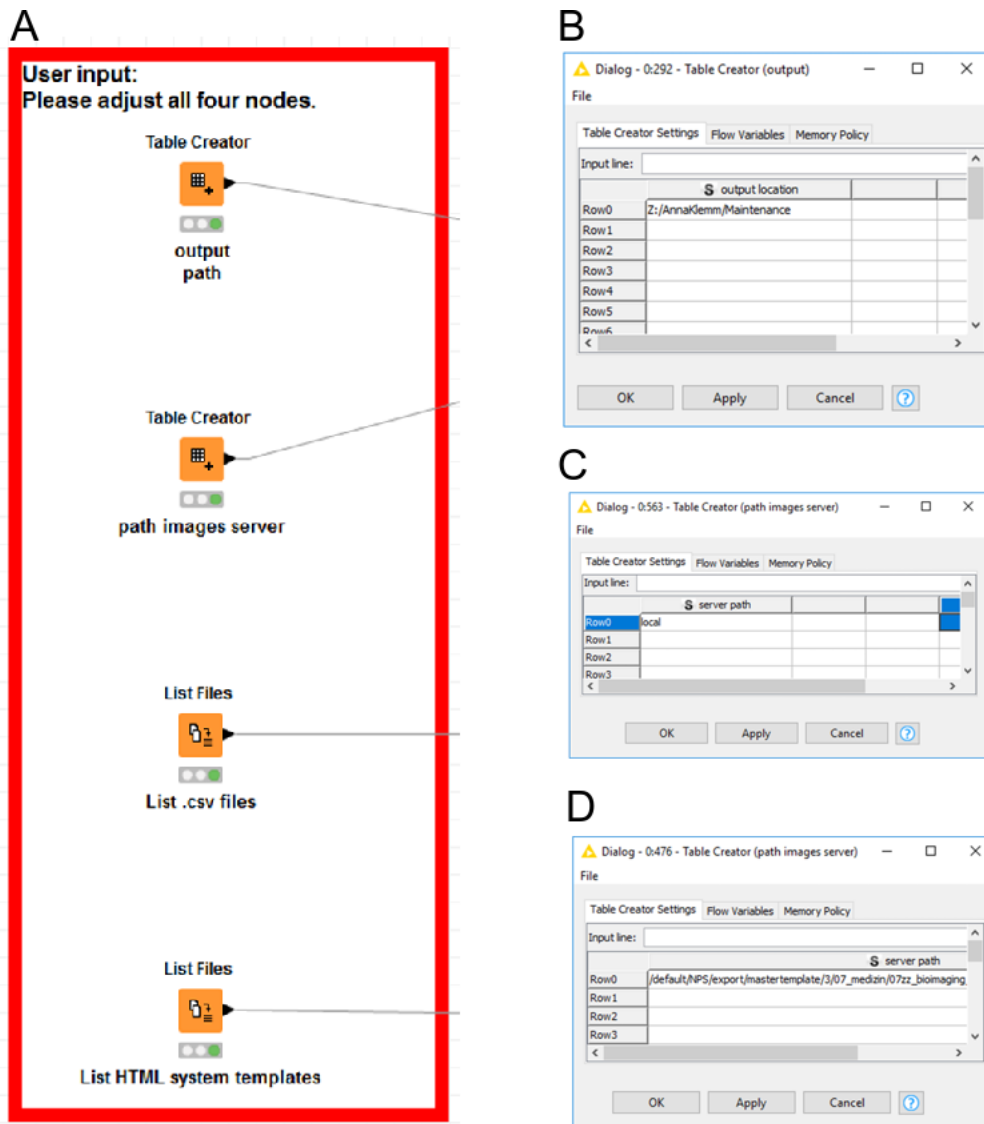 A
User input:
Please adjust all four nodes.
Table Creator
output
path
Table Creator
path images server
List Files
List .csv files
List Files
List HTML system templates
B
Dialog - 0:292 - Table Creator (output)
File
Table Creator Settings Flow Variables Memory Policy
Input line:
S output location
Row0 Z:/AnnaKlemm/Maintenance
Row1
Row2
Row3
Row4
Row5
Row6
OK Apply Cancel ?
C
Dialog - 0:563 - Table Creator (path images server)
File
Table Creator Settings Flow Variables Memory Policy
Input line:
S server path
Row0 local
Row1
Row2
Row3
OK Apply Cancel ?
D
Dialog - 0:476 - Table Creator (path images server)
File
Table Creator Settings Flow Variables Memory Policy
Input line:
S server path
Row0 /default/NPS/export/mastertemplate/3/07_medizin/07zz_bioimaging_
Row1
Row2
Row3
OK Apply Cancel ?